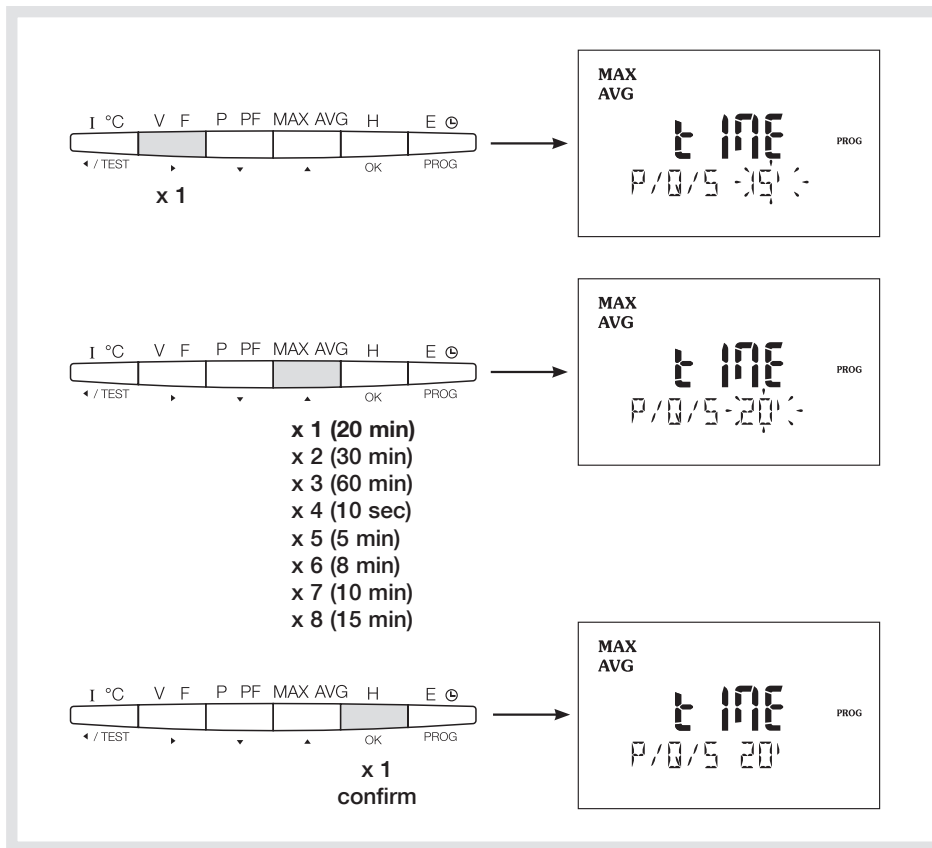 MAX
AVG
I °C V F P PF MAX AVG H E
t IME
PROG
/ TEST OK PROG
P/Q/S 15'
x 1
MAX
AVG
I °C V F P PF MAX AVG H E
t IME
PROG
/ TEST OK PROG
P/Q/S 20'
x 1 (20 min)
x 2 (30 min)
x 3 (60 min)
x 4 (10 sec)
x 5 (5 min)
x 6 (8 min)
x 7 (10 min)
x 8 (15 min)
MAX
AVG
I °C V F P PF MAX AVG H E
t IME
PROG
/ TEST OK PROG
P/Q/S 20'
x 1
confirm